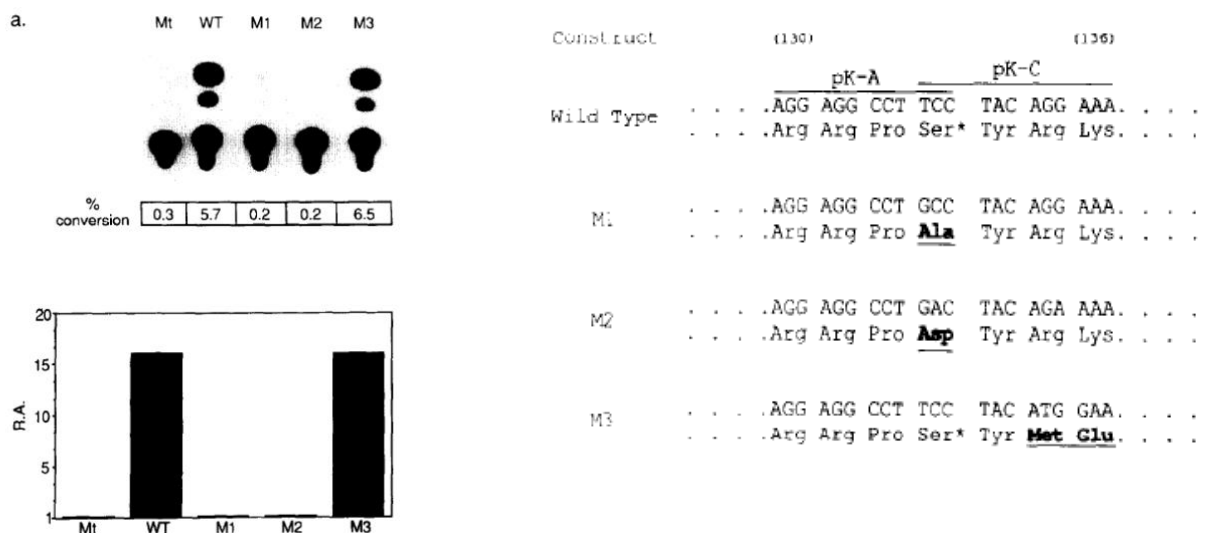 a.
Mt WT M1 M2 M3
% conversion 0.3 5.7 0.2 0.2 6.5
20
15
10
5
1
R.A.
Mt WT M1 M2 M3
Construct (130) (136)
pK-A pK-C
Wild Type . . . .AGG AGG CCT TCC TAC AGG AAA. . . .
. . . .Arg Arg Pro Ser* Tyr Arg Lys. . . .
M1 . . . .AGG AGG CCT GCC TAC AGG AAA. . . .
. . . .Arg Arg Pro Ala Tyr Arg Lys. . . .
M2 . . . .AGG AGG CCT GAC TAC AGA AAA. . . .
. . . .Arg Arg Pro Asp Tyr Arg Lys. . . .
M3 . . . .AGG AGG CCT TCC TAC ATG GAA. . . .
. . . .Arg Arg Pro Ser* Tyr Met Glu. . . .